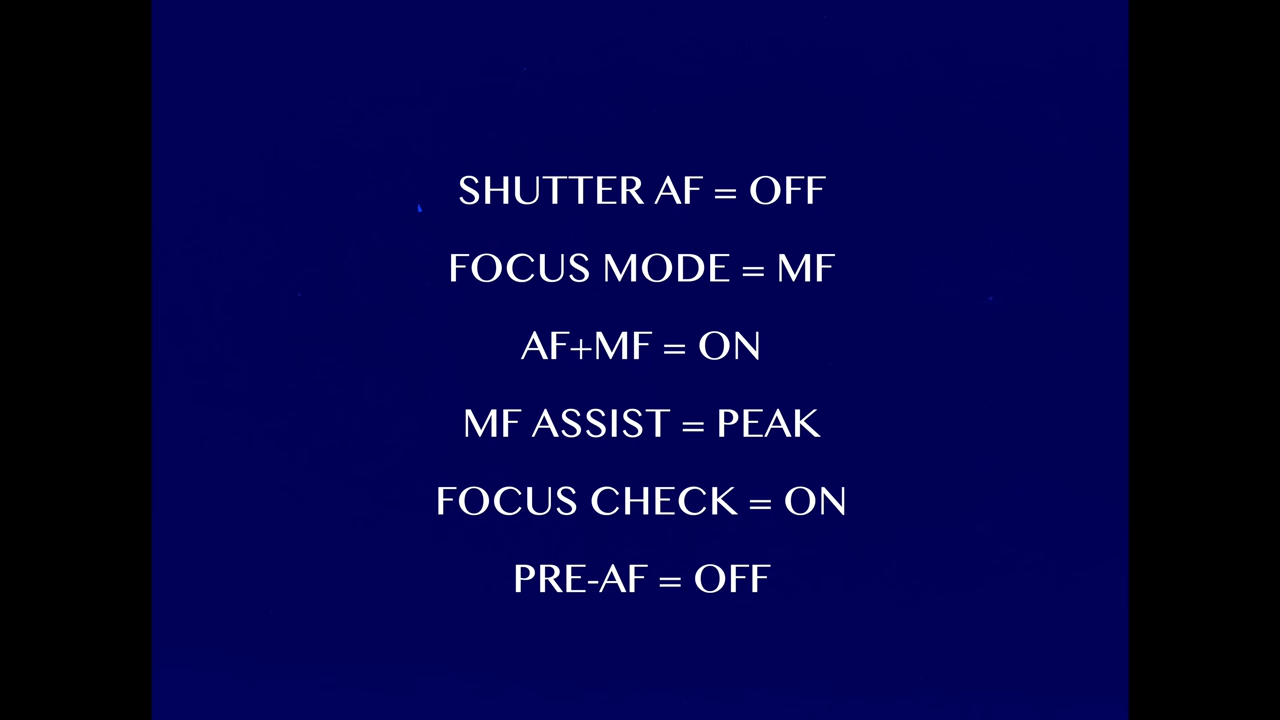 SHUTTER AF = OFF
FOCUS MODE = MF
AF+MF = ON
MF ASSIST = PEAK
FOCUS CHECK = ON
PRE-AF = OFF